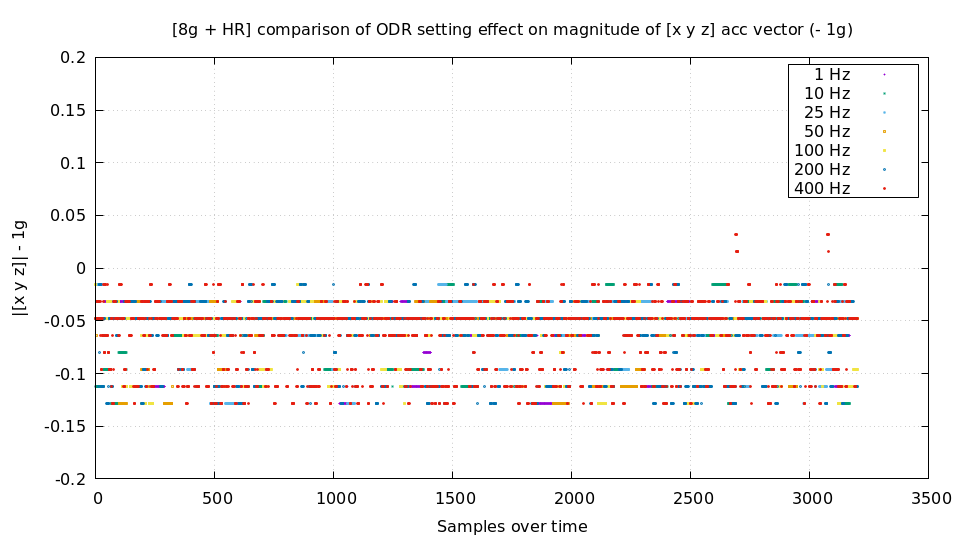 [8g + HR] comparison of ODR setting effect on magnitude of [x y z] acc vector (- 1g)
0.2
0.15
0.1
0.05
0
-0.05
-0.1
-0.15
-0.2
|[x y z]| - 1g
1 Hz
10 Hz
25 Hz
50 Hz
100 Hz
200 Hz
400 Hz
0 500 1000 1500 2000 2500 3000 3500
Samples over time